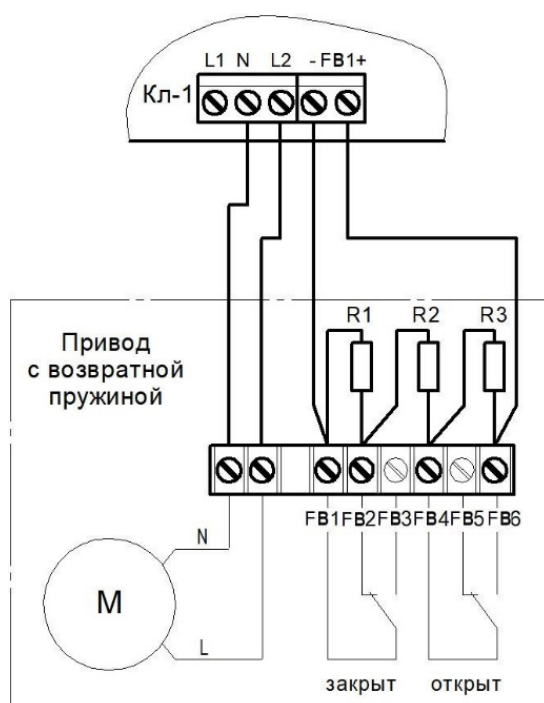 L1 N L2 - FB1+
Кл-1
R1 R2 R3
Привод
с возвратной
пружиной
FB1 FB2 FB3 FB4 FB5 FB6
N
М
L
закрыт открыт